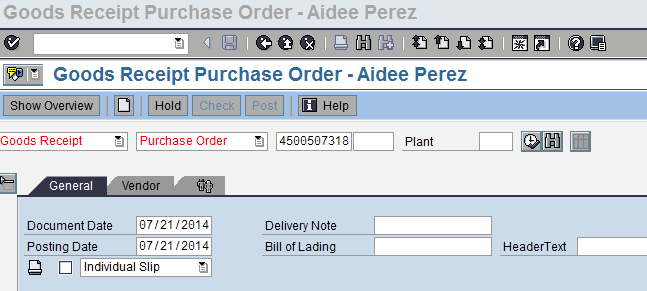 Goods Receipt Purchase Order - Aidee Perez
Goods Receipt Purchase Order - Aidee Perez
Show Overview Hold Check Post Help
Goods Receipt Purchase Order 4500507318 Plant
General Vendor
Document Date 07/21/2014 Delivery Note
Posting Date 07/21/2014 Bill of Lading HeaderText
Individual Slip